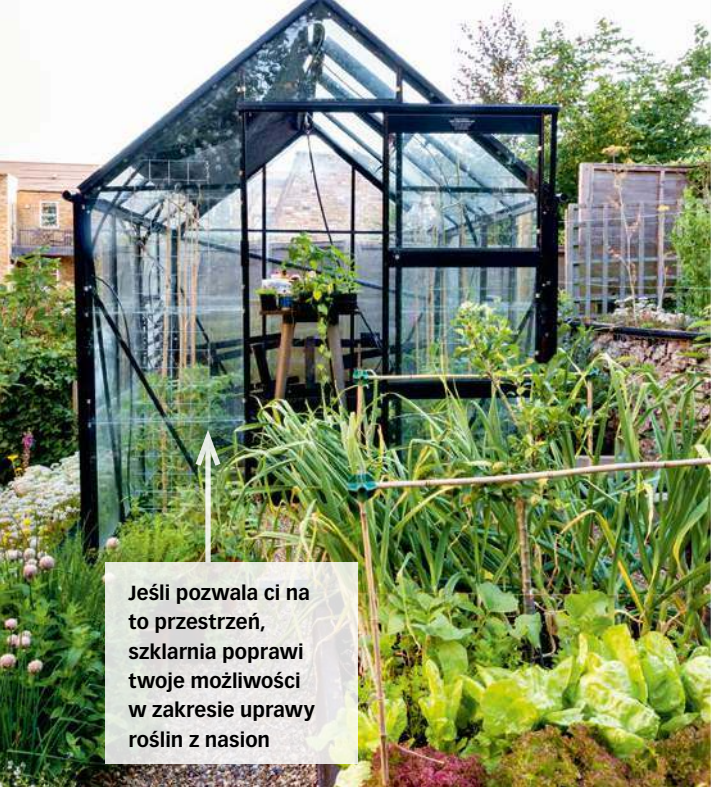 Jeśli pozwala ci na
to przestrzeń,
szklarnia poprawi
twoje możliwości
w zakresie uprawy
roślin z nasion